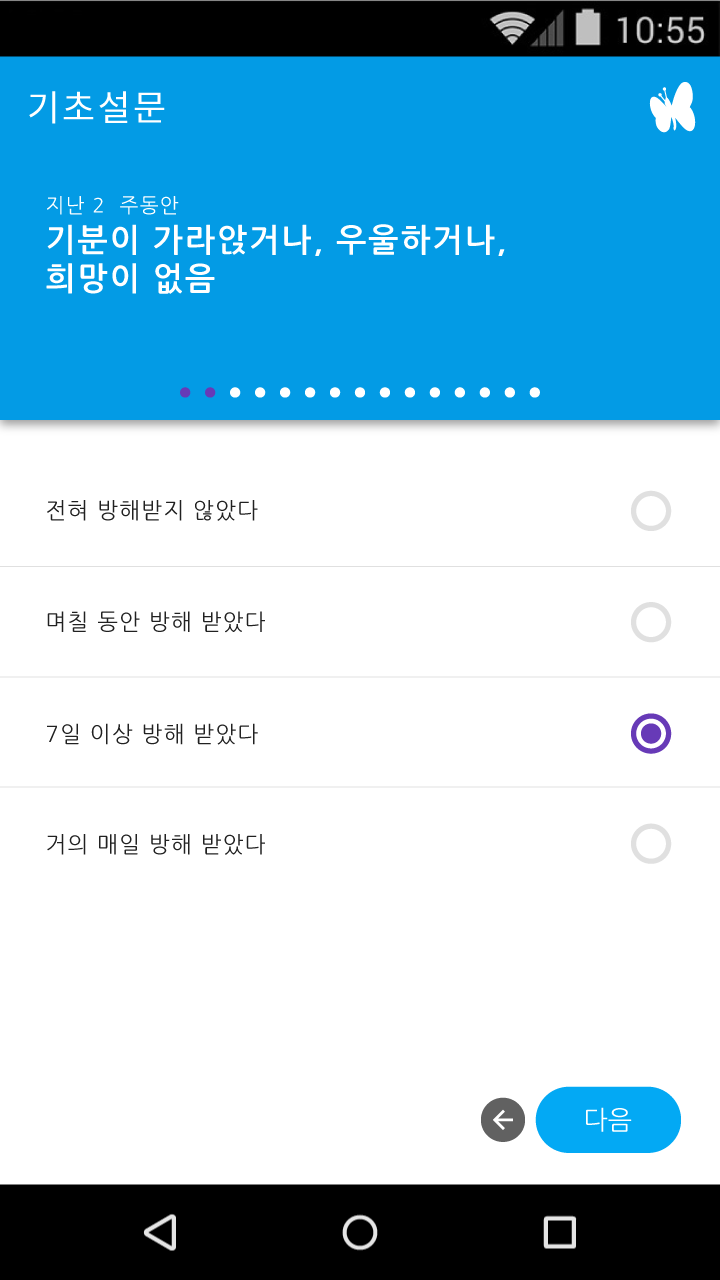 10:55
기초설문
지난 2 주동안
기분이 가라앉거나, 우울하거나,
희망이 없음
전혀 방해받지 않았다
며칠 동안 방해 받았다
7일 이상 방해 받았다
거의 매일 방해 받았다
다음